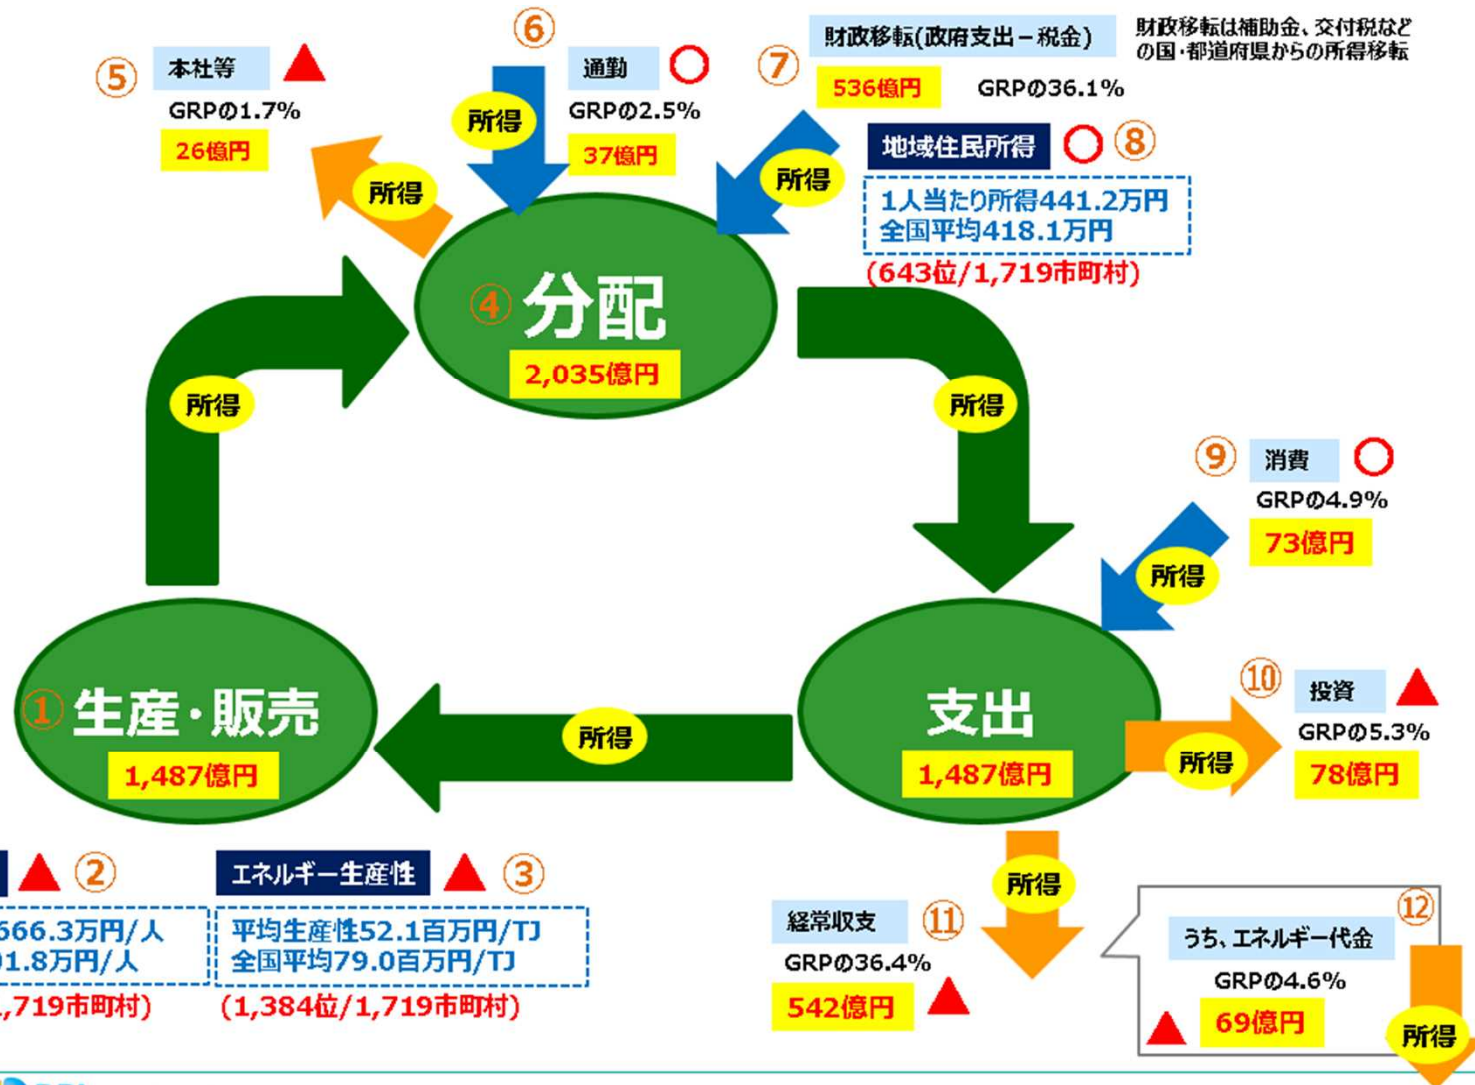 ⑤
本社等
▲
GRPの1.7%
26億円
所得
⑥
通勤
○
GRPの2.5%
37億円
所得
⑦
財政移転(政府支出－税金)
536億円
GRPの36.1%
財政移転は補助金、交付税など
の国・都道府県からの所得移転
所得
地域住民所得
○
⑧
1人当たり所得441.2万円
全国平均418.1万円
(643位/1,719市町村)
④
分配
2,035億円
所得
所得
⑨
消費
○
GRPの4.9%
73億円
所得
①
生産・販売
1,487億円
所得
支出
1,487億円
⑩
投資
▲
GRPの5.3%
78億円
所得
▲
②
666.3万円/人
1.8万円/人
,719市町村)
エネルギー生産性
▲
③
平均生産性52.1百万円/TJ
全国平均79.0百万円/TJ
(1,384位/1,719市町村)
所得
経常収支
⑪
GRPの36.4%
542億円
▲
⑫
うち、エネルギー代金
GRPの4.6%
▲
69億円
所得